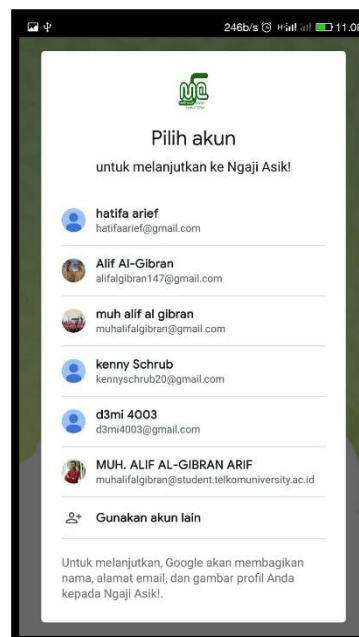 246b/s 11.08
Pilih akun
untuk melanjutkan ke Ngaji Asik!
hatifa arief
hatifaarief@gmail.com
Alif Al-Gibran
alifalgibran147@gmail.com
muh alif al gibran
muhalifgibran@gmail.com
kenny Schrub
kennyschrub20@gmail.com
d3mi 4003
d3mi4003@gmail.com
MUH. ALIF AL-GIBRAN ARIF
muhalifalgibran@student.telkomuniversity.ac.id
Gunakan akun lain
Untuk melanjutkan, Google akan membagikan
nama, alamat email, dan gambar profil Anda
kepada Ngaji Asik!.